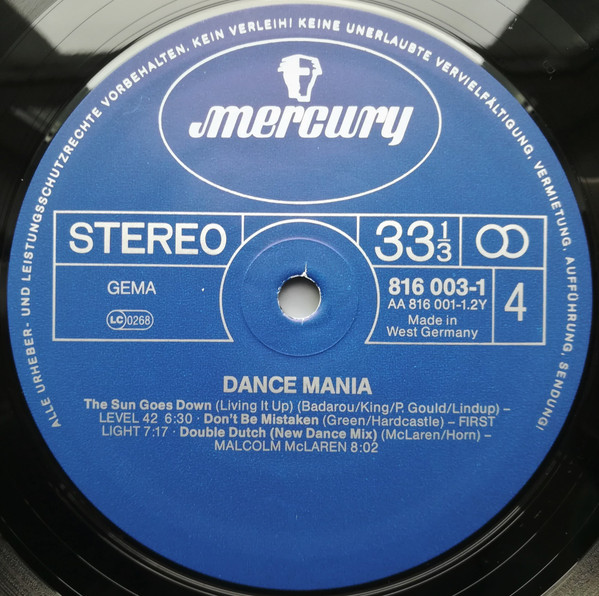 ALLE URHEBER- UND LEISTUNGSSCHUTZRECHTE VORBEHALTEN. KEIN VERLEIH! KEINE UNERLAUBTE VERVIELFÄLTIGUNG, VERMIETUNG, AUFFÜHRUNG, SENDUNG!
mercury
STEREO
33 1/3
GEMA
LC 0268
816 003-1
AA 816 001-1.2Y
Made in
West Germany
4
DANCE MANIA
The Sun Goes Down (Living It Up) (Badarou/King/P. Gould/Lindup) –
LEVEL 42 6:30 · Don't Be Mistaken (Green/Hardcastle) – FIRST
LIGHT 7:17 · Double Dutch (New Dance Mix) (McLaren/Horn) –
MALCOLM McLAREN 8:02